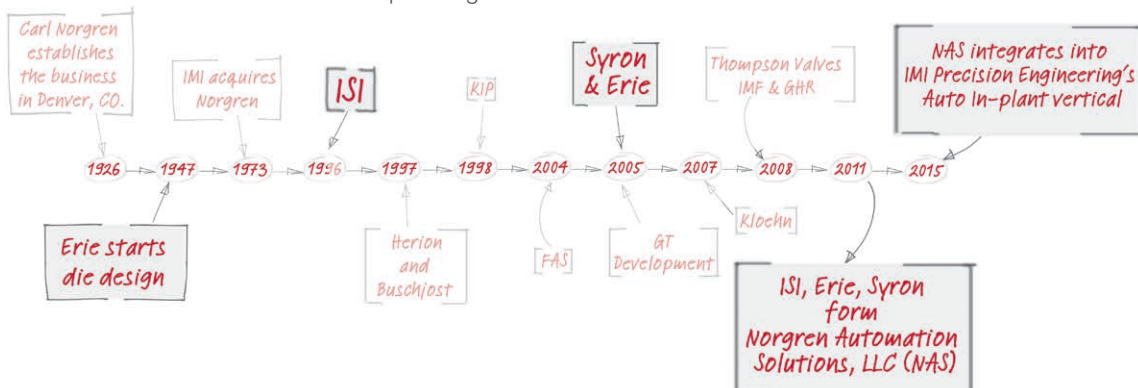 Carl Norgren
establishes
the business
in Denver, CO.
IMI acquires
Norgren
ISI
KIP
Syron
& Erie
Thompson Valves
IMF & GHR
NAS integrates into
IMI Precision Engineering's
Auto In-plant vertical
1926
1947
1973
1996
1997
1998
2004
2005
2007
2008
2011
2015
Erie starts
die design
Herion
and
Buschjost
FAS
GT
Development
Kloehn
ISI, Erie, Syron
form
Norgren Automation
Solutions, LLC (NAS)